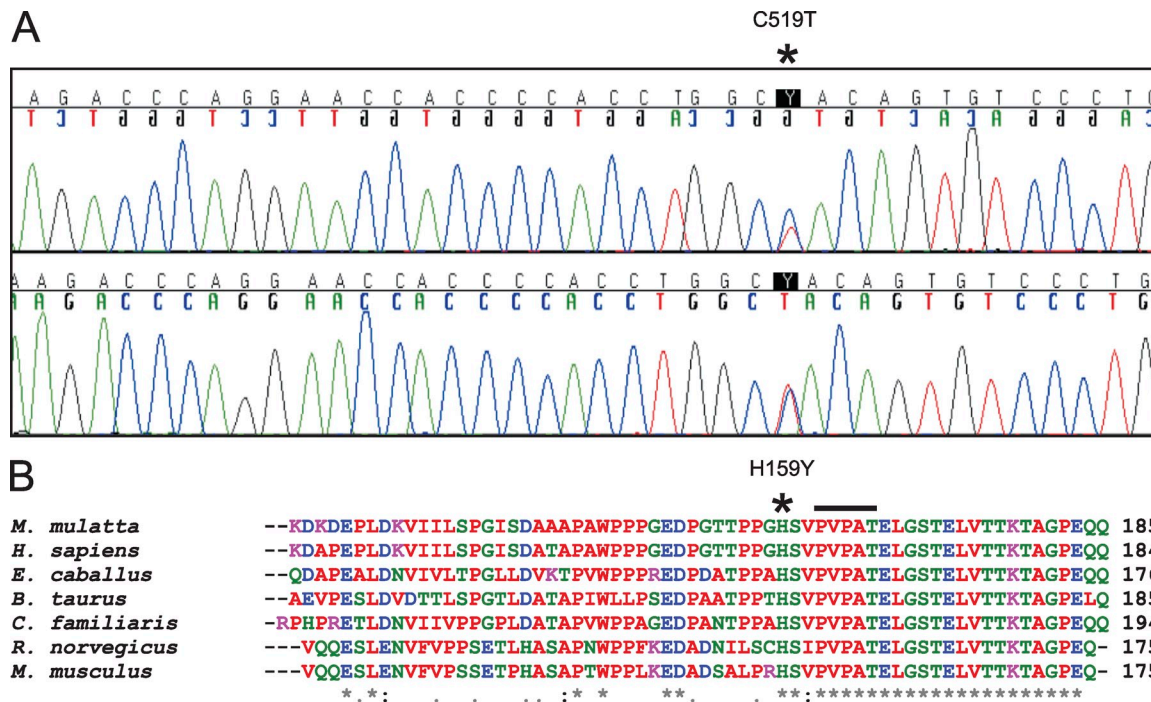 A
C519T
*
A G A C C C A G G A A C C A C C C C A C C T G G C Y A C A G T G T C C C T
T C T G G G T C C T T G G T G G G G T G G A C C G G T G T C A C A G G G A C
A A G A C C C A G G A A C C A C C C C A C C T G G C Y A C A G T G T C C C T G
A A G A C C C A G G A A C C A C C C C A C C T G G C T A C A G T G T C C C T G
B
H159Y
*
M. mulatta --KDKDEPLDKVIILSPGISDAAAPAWPPPGEDPGTTPPGHSVPVPATELGSTELVTTKTAGPEQQ 185
H. sapiens --KDAPEPLDKVIILSPGISDATAPAWPPPGEDPGTTPPGHSVPVPATELGSTELVTTKTAGPEQQ 184
E. caballus --QDAPEALDNVIVLTPGLLDVKTPVWPPPREDPDATPPAHSVPVPATELGSTELVTTKTAGPEQQ 176
B. taurus --AEVPESLDVDTTLSPGTLDATAPIWLLPSEDPAATPPTHSVPVPATELGSTELVTTKTAGPELQ 185
C. familiaris -RPHPRETLDNVIIVPPGPLDATAPVWPPAGEDPANTPPAHSVPVPATELGSTELVTTKTAGPEQQ 194
R. norvegicus ---VQQESLENVFVPSSETLHASAPNWPPFKEDADNILSCHSIPVPATELGSTELVTTKTAGPEQ- 175
M. musculus ---VQQESLENVFVPSSETPHASAPTWPPLKEDADSALPRHSVPVPATELGSTELVTTKTAGPEQ- 175
*.*: . . .. :* * ** . . **:********************